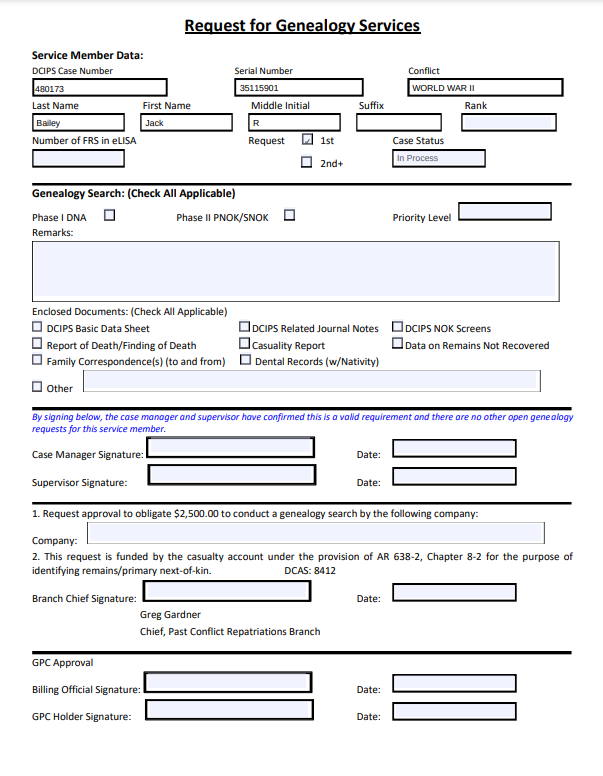 Request for Genealogy Services
Service Member Data:
DCIPS Case Number Serial Number Conflict
480173 35115901 WORLD WAR II
Last Name First Name Middle Initial Suffix Rank
Bailey Jack R
Number of FRS in eLISA Request 1st Case Status
2nd+ In Process
Genealogy Search: (Check All Applicable)
Phase I DNA Phase II PNOK/SNOK Priority Level
Remarks:
Enclosed Documents: (Check All Applicable)
DCIPS Basic Data Sheet DCIPS Related Journal Notes DCIPS NOK Screens
Report of Death/Finding of Death Casuality Report Data on Remains Not Recovered
Family Correspondence(s) (to and from) Dental Records (w/Nativity)
Other
By signing below, the case manager and supervisor have confirmed this is a valid requirement and there are no other open genealogy
requests for this service member.
Case Manager Signature: Date:
Supervisor Signature: Date:
1. Request approval to obligate $2,500.00 to conduct a genealogy search by the following company:
Company:
2. This request is funded by the casualty account under the provision of AR 638-2, Chapter 8-2 for the purpose of
identifying remains/primary next-of-kin. DCAS: 8412
Branch Chief Signature: Date:
Greg Gardner
Chief, Past Conflict Repatriations Branch
GPC Approval
Billing Official Signature: Date:
GPC Holder Signature: Date: